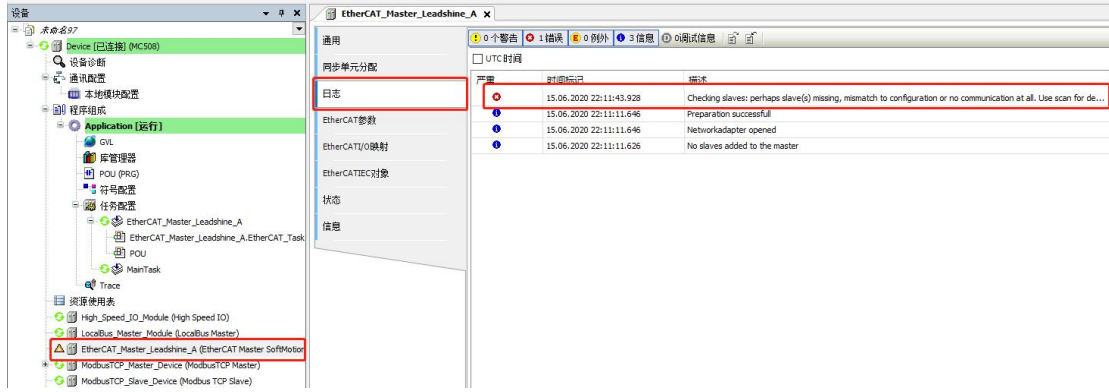 设备
未命名97
Device [已连接] (MC508)
设备诊断
通讯配置
本地模块配置
程序组成
Application [运行]
GVL
库管理器
POU (PRG)
符号配置
任务配置
EtherCAT_Master_Leadshine_A
EtherCAT_Master_Leadshine_A.EtherCAT_Task
POU
MainTask
Trace
资源使用表
High_Speed_IO_Module (High Speed IO)
LocalBus_Master_Module (LocalBus Master)
EtherCAT_Master_Leadshine_A (EtherCAT Master SoftMotion
ModbusTCP_Master_Device (ModbusTCP Master)
ModbusTCP_Slave_Device (Modbus TCP Slave)
EtherCAT_Master_Leadshine_A
通用
同步单元分配
日志
EtherCAT参数
EtherCATI/O映射
EtherCATIEC对象
状态
信息
0个警告 1错误 0例外 3信息 0调试信息
UTC时间
严重 时间标记 描述
15.06.2020 22:11:43.928 Checking slaves: perhaps slave(s) missing, mismatch to configuration or no communication at all. Use scan for de...
15.06.2020 22:11:11.646 Preparation successfull
15.06.2020 22:11:11.646 Networkadapter opened
15.06.2020 22:11:11.626 No slaves added to the master